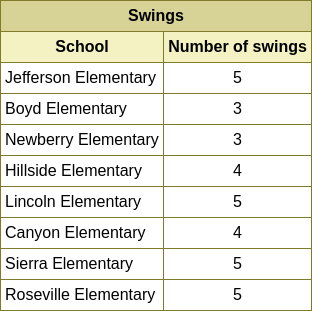 Swings
School Number of swings
Jefferson Elementary 5
Boyd Elementary 3
Newberry Elementary 3
Hillside Elementary 4
Lincoln Elementary 5
Canyon Elementary 4
Sierra Elementary 5
Roseville Elementary 5